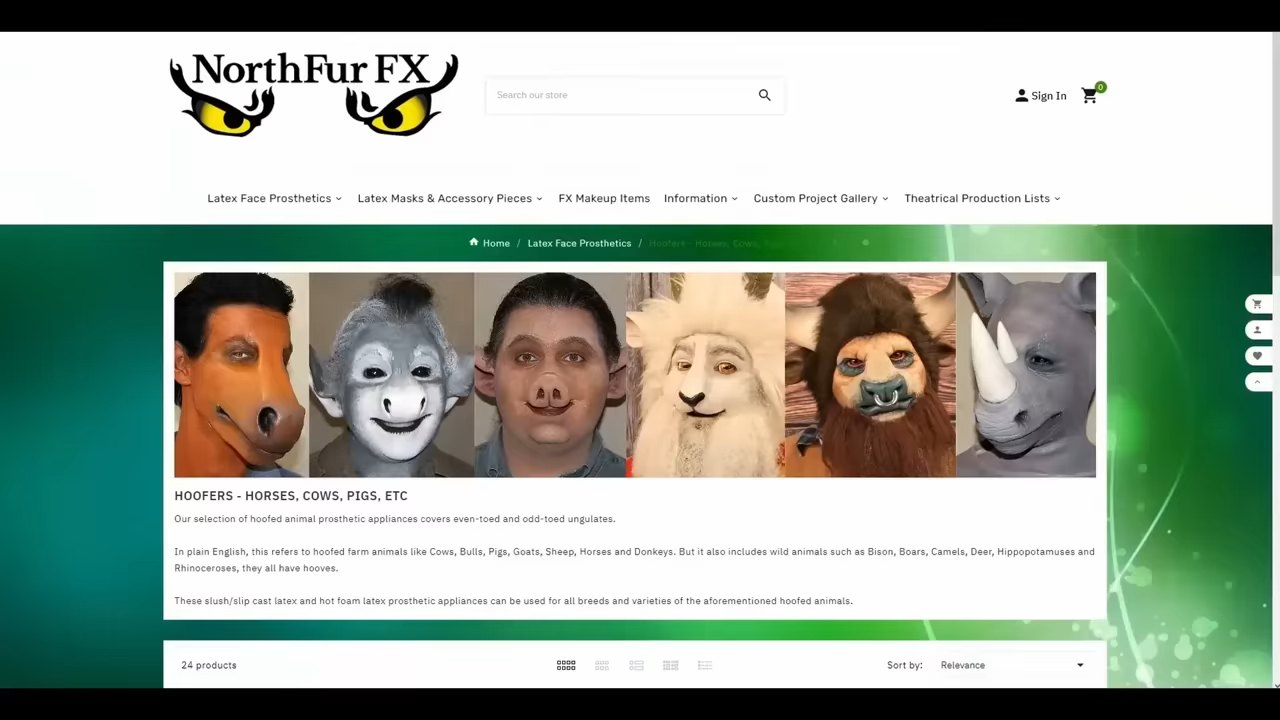 NorthFur FX
Search our store
Sign In
0
Latex Face Prosthetics
Latex Masks & Accessory Pieces
FX Makeup Items
Information
Custom Project Gallery
Theatrical Production Lists
Home / Latex Face Prosthetics / Hoofers - Horses, Cows,
HOOFERS - HORSES, COWS, PIGS, ETC
Our selection of hoofed animal prosthetic appliances covers even-toed and odd-toed ungulates.
In plain English, this refers to hoofed farm animals like Cows, Bulls, Pigs, Goats, Sheep, Horses and Donkeys. But it also includes wild animals such as Bison, Boars, Camels, Deer, Hippopotamuses and
Rhinoceroses, they all have hooves.
These slush/slip cast latex and hot foam latex prosthetic appliances can be used for all breeds and varieties of the aforementioned hoofed animals.
24 products
Sort by:
Relevance